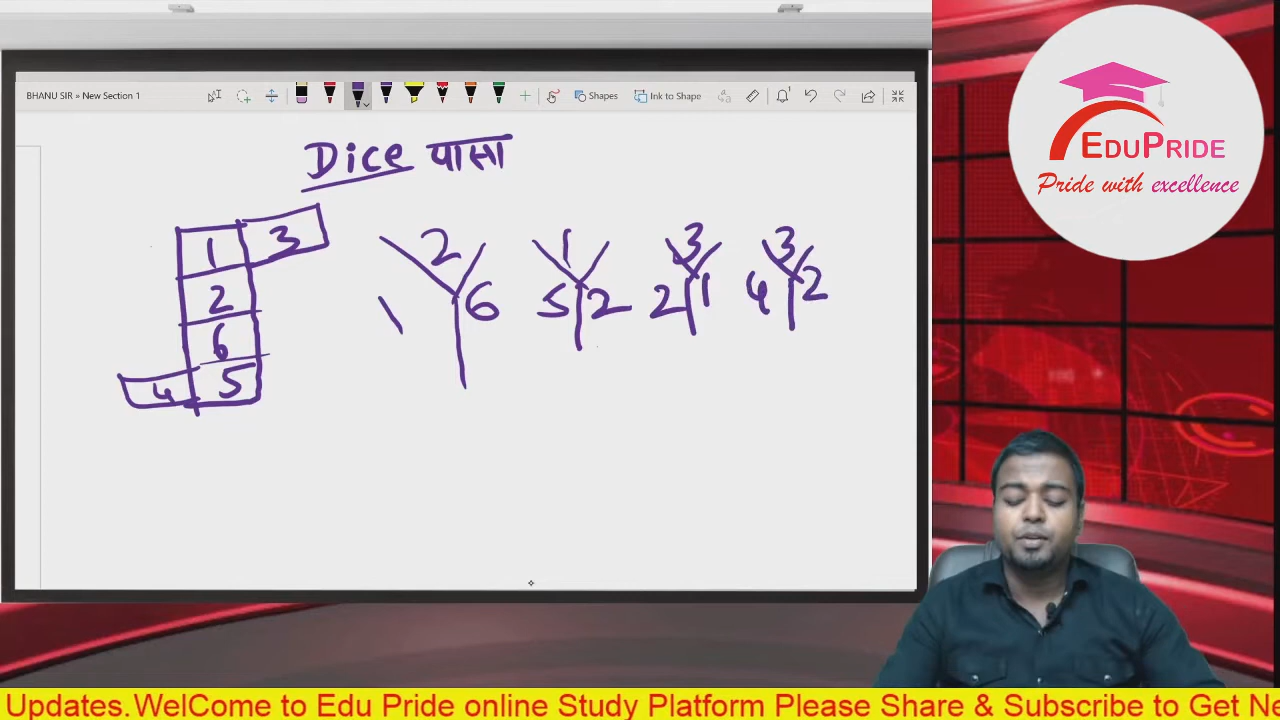 BHANU SIR » New Section 1
Shapes
Ink to Shape
EDUPRIDE
Pride with excellence
Dice पासा
1 3
2
6
4 5
2
1 6
1
5 2
3
2 1
3
4 2
Updates.WelCome to Edu Pride online Study Platform Please Share & Subscribe to Get Ne